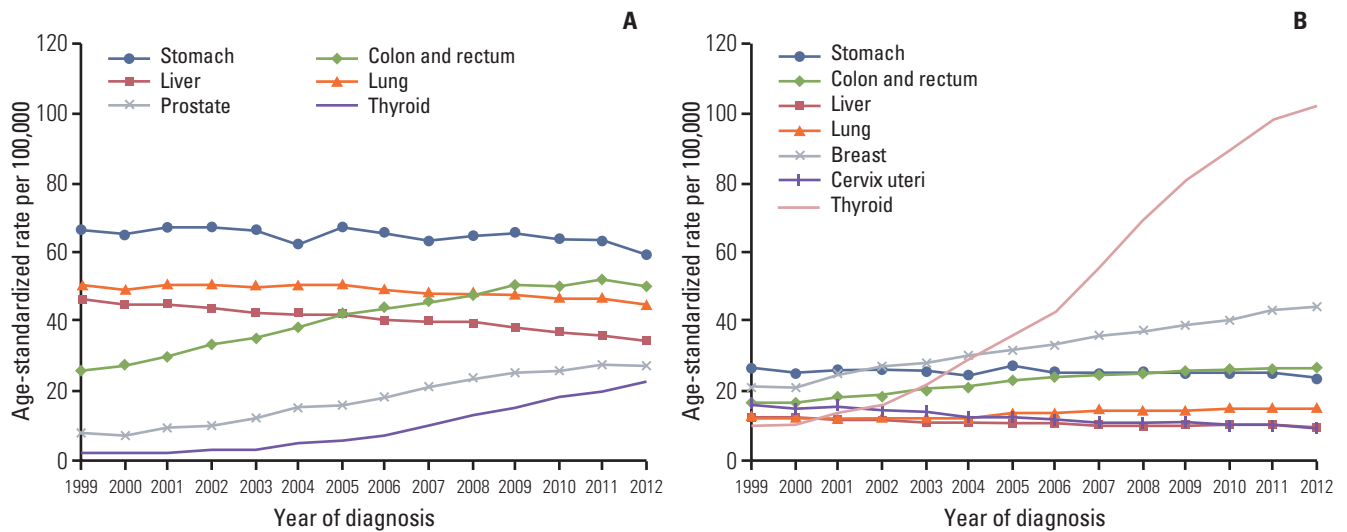 A
120
100
80
60
40
20
0
Age-standardized rate per 100,000
Stomach
Liver
Prostate
Colon and rectum
Lung
Thyroid
1999 2000 2001 2002 2003 2004 2005 2006 2007 2008 2009 2010 2011 2012
Year of diagnosis
B
120
100
80
60
40
20
0
Age-standardized rate per 100,000
Stomach
Colon and rectum
Liver
Lung
Breast
Cervix uteri
Thyroid
1999 2000 2001 2002 2003 2004 2005 2006 2007 2008 2009 2010 2011 2012
Year of diagnosis